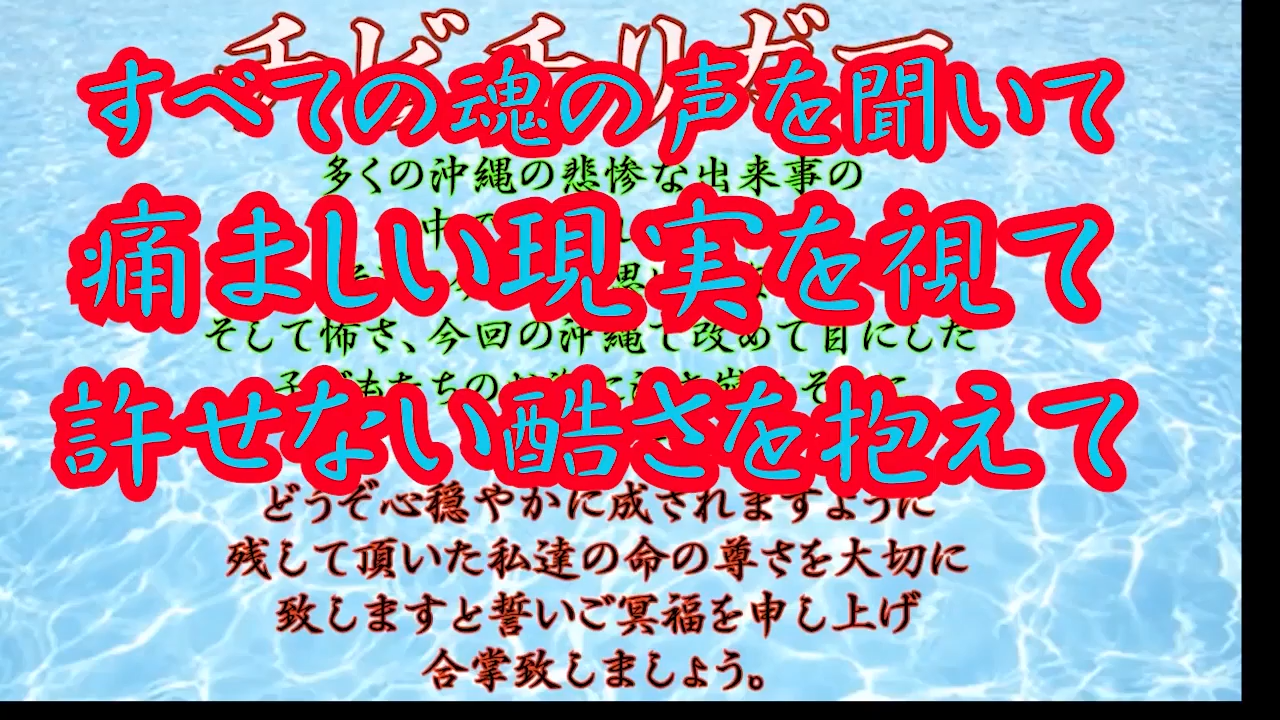 チビチリガマ
すべての魂の声を聞いて
多くの沖縄の悲惨な出来事の
痛ましい現実を視て
そして怖さ、今回の沖縄で改めて目にした
許せない酷さを抱えて
どうぞ心穏やかに成されますように
残して頂いた私達の命の尊さを大切に
致しますと誓いご冥福を申し上げ
合掌致しましょう。